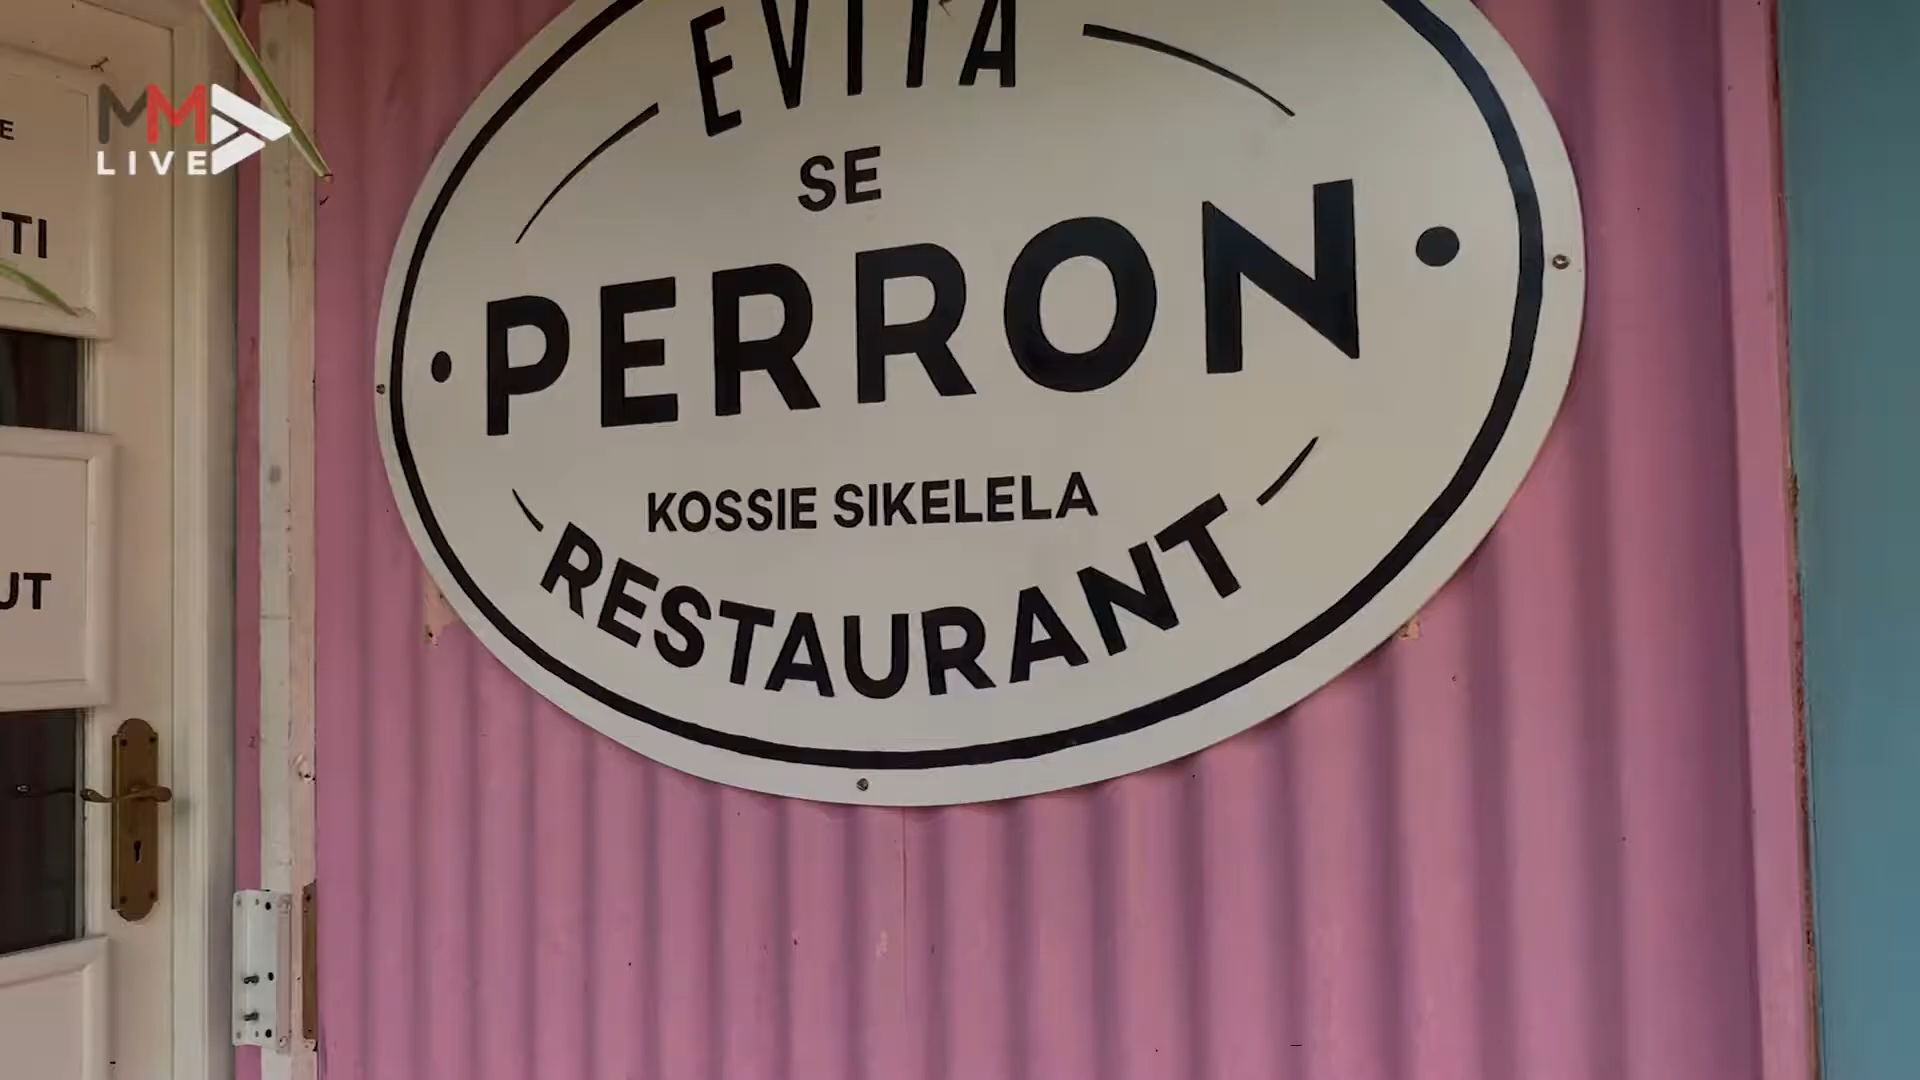 MM
LIVE
E
TI
UT
EVITA
SE
PERRON
KOSSIE SIKELELA
RESTAURANT